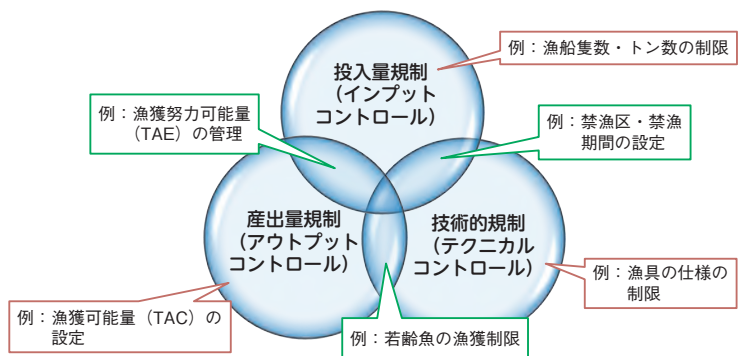 例：漁船隻数・トン数の制限
投入量規制
（インプット
コントロール）
例：漁獲努力可能量
（TAE）の管理
例：禁漁区・禁漁
期間の設定
産出量規制
（アウトプット
コントロール）
技術的規制
（テクニカル
コントロール）
例：漁具の仕様の
制限
例：漁獲可能量（TAC）の
設定
例：若齢魚の漁獲制限